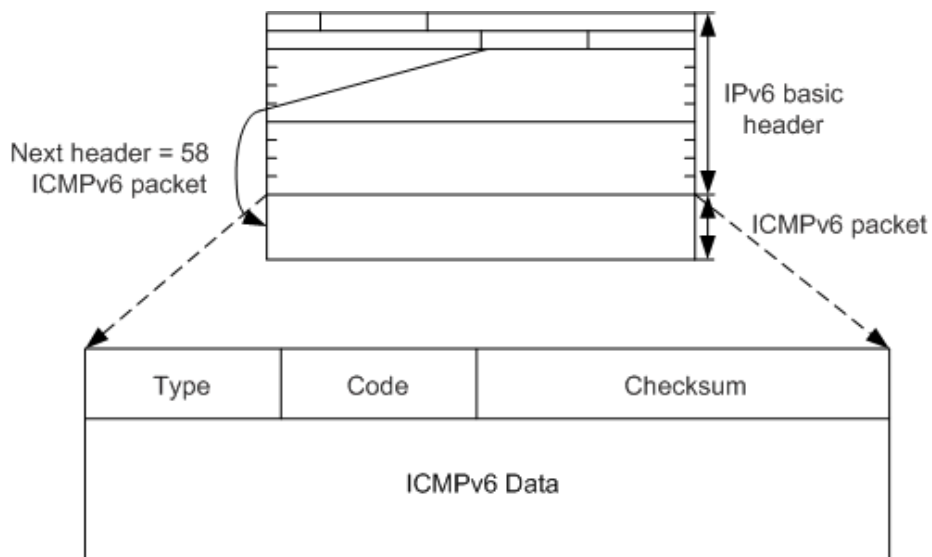 IPv6 basic
header
Next header = 58
ICMPv6 packet
ICMPv6 packet
Type
Code
Checksum
ICMPv6 Data